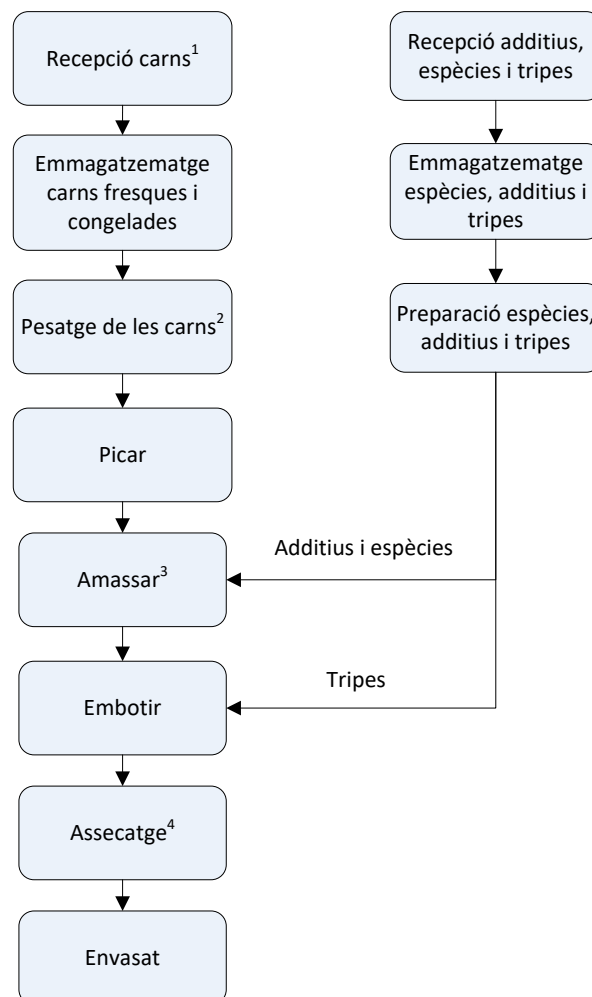 Recepció carns¹
Emmagatzematge
carns fresques i
congelades
Pesatge de les carns²
Picar
Amassar³
Embotir
Assecatge⁴
Envasat
Recepció additius,
espècies i tripes
Emmagatzematge
espècies, additius i
tripes
Preparació espècies,
additius i tripes
Additius i espècies
Tripes